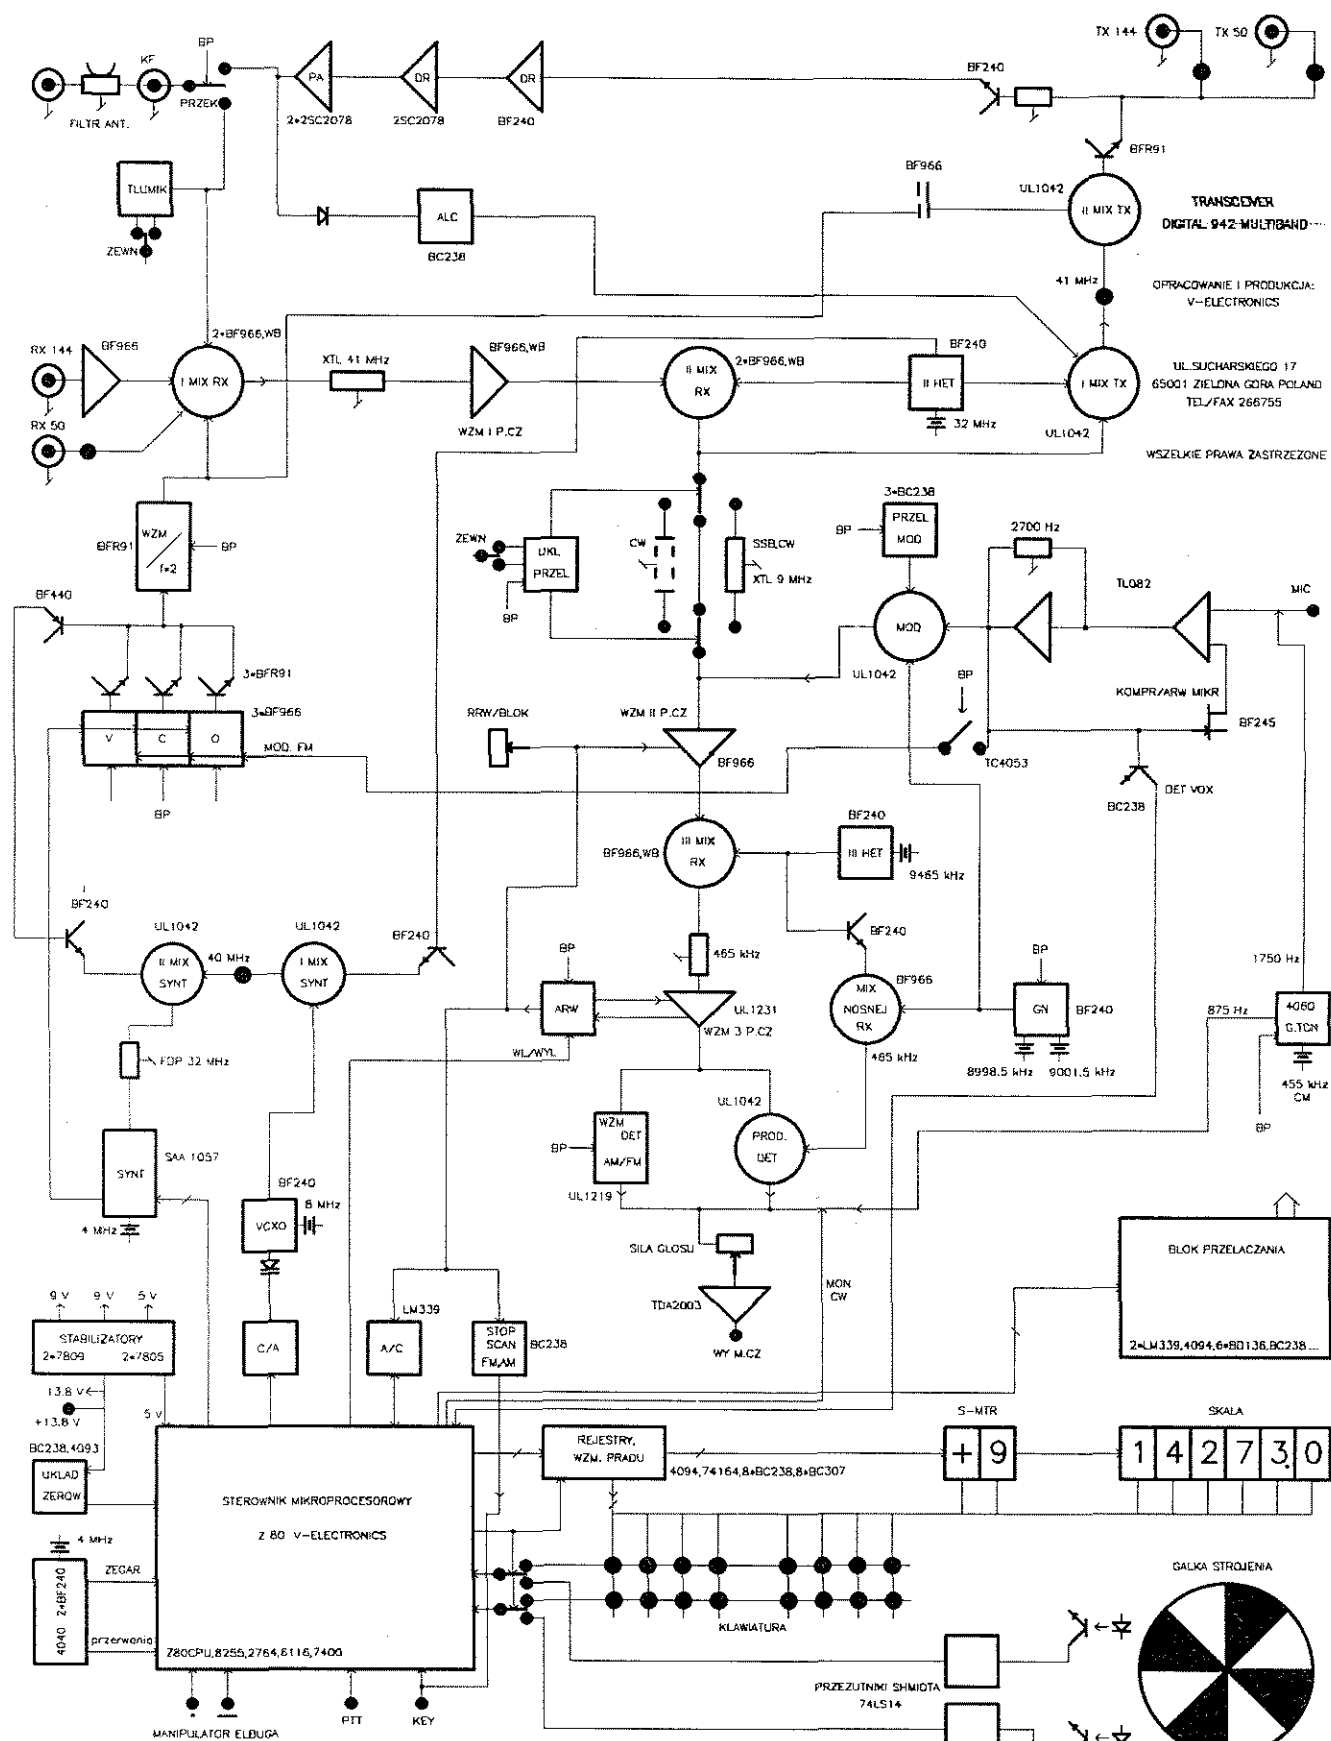 TX 144
TX 50
BP
KF
BF240
PRZEK
PA
DR
DR
FILTR ANT.
2*2SC2078
2SC2078
BF240
BFR91
BF966
UL1042
TLUMIK
II MIX TX
TRANSCEIVER
DIGITAL 942 MULTIBAND
ALC
ZEWN
BC238
41 MHz
OPRACOWANIE I PRODUKCJA:
V-ELECTRONICS
2*BF966,WB
RX 144
BF966
BF966,WB
XTL 41 MHz
2*BF966,WB
BF240
I MIX RX
II MIX
RX
II HET
I MIX TX
UL.SUCHARSKIEGO 17
65001 ZIELONA GORA POLAND
TEL/FAX 266755
RX 50
WZM I P.CZ
32 MHz
UL1042
WSZELKIE PRAWA ZASTRZEZONE
3*BC238
PRZEL
MOD
BP
2700 Hz
WZM
f*2
BFR91
BP
ZEWN
UKL
PRZEL
CW
SSB,CW
XTL 9 MHz
BP
BF440
TL082
MIC
MOD
UL1042
3*BFR91
BP
KOMPR/ARW MIKR
3*BF966
RRW/BLOK
WZM II P.CZ
BF245
V
C
O
MOD. FM
BF966
TC4053
BP
BC238
DET VOX
BF240
III MIX
RX
BF966,WB
III HET
9465 kHz
BF240
UL1042
UL1042
BF240
BF240
II MIX
SYNT
40 MHz
I MIX
SYNT
BP
465 kHz
BF966
BP
1750 Hz
ARW
UL1231
WZM 3 P.CZ
MIX
NOSNEJ
RX
GN
BF240
875 Hz
4060
G.TON
WL/WYL
465 kHz
FDP 32 MHz
8998.5 kHz
9001.5 kHz
455 kHz
CM
UL1042
BP
WZM
DET
AM/FM
BP
PROD.
DET
SAA 1057
SYNT
BF240
8 MHz
UL1219
VCXO
4 MHz
SILA GLOSU
BLOK PRZELACZANIA
MON
CW
9 V
9 V
5 V
LM339
TDA2003
STABILIZATORY
2*7809
2*7805
C/A
A/C
STOP
SCAN
FM,AM
BC238
WY M.CZ
2*LM339,4094,6*BD136,BC238...
13.8 V
+13.8 V
5 V
S-MTR
SKALA
BC238,4093
REJESTRY,
WZM. PRADU
+ 9
1 4 2 7 3. 0
4094,74164,8*BC238,8*BC307
UKLAD
ZEROW
STEROWNIK MIKROPROCESOROWY
Z 80 V-ELECTRONICS
4 MHz
ZEGAR
GALKA STROJENIA
4040 2*BF240
KLAWIATURA
przerwania
Z80CPU,8255,2764,6116,7400
PRZEZUTNIKI SHMIDTA
74LS14
PTT
KEY
MANIPULATOR ELBUGA